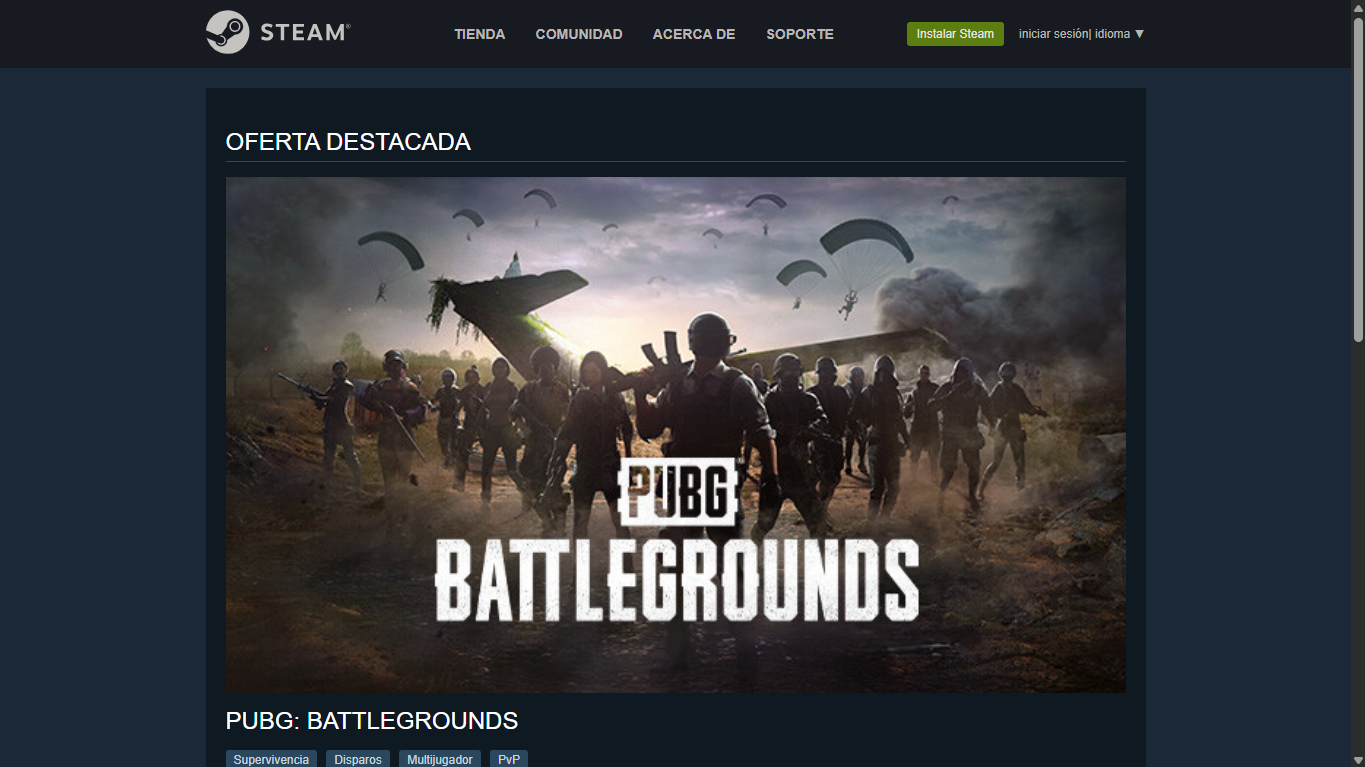 STEAM®
TIENDA COMUNIDAD ACERCA DE SOPORTE
Instalar Steam iniciar sesión| idioma ▼
OFERTA DESTACADA
PUBG
BATTLEGROUNDS
PUBG: BATTLEGROUNDS
Supervivencia Disparos Multijugador PvP